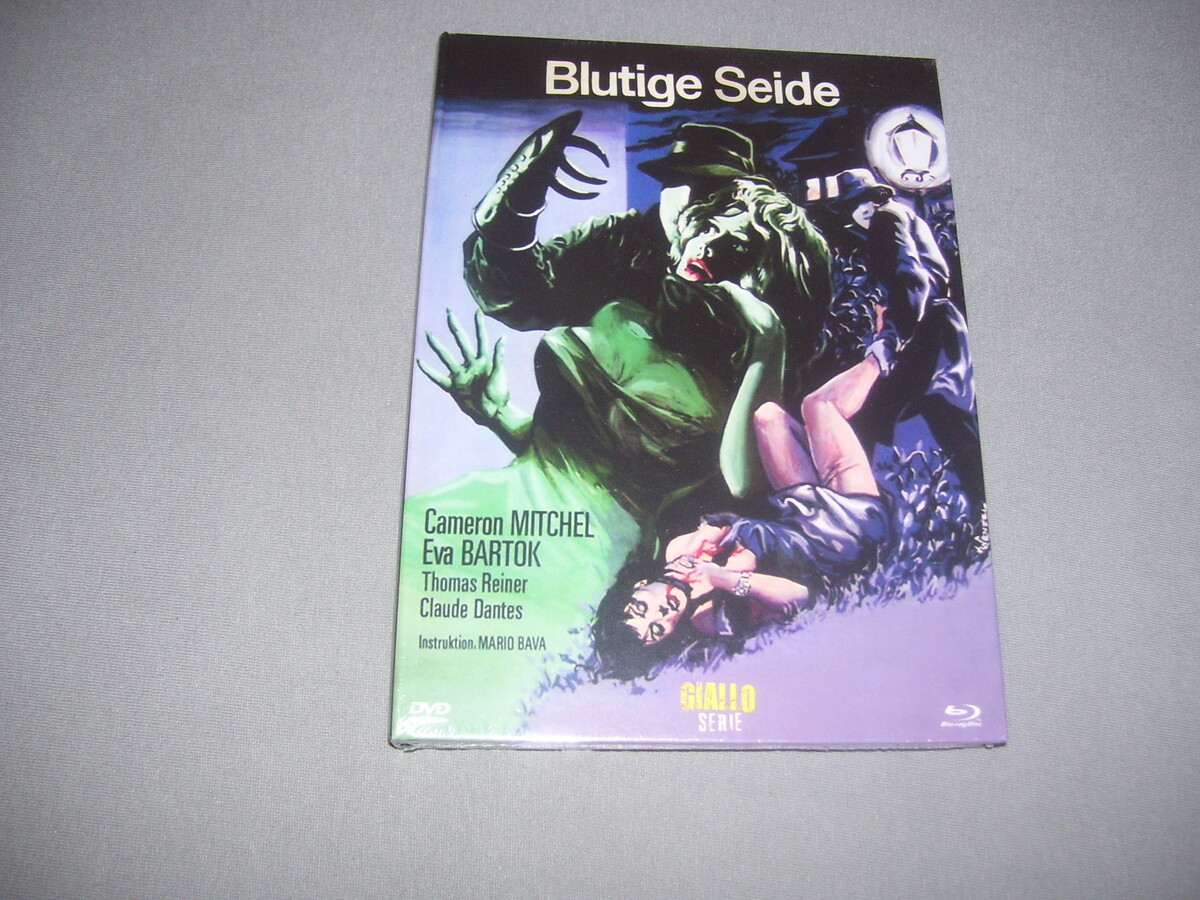 Blutige Seide
Cameron MITCHEL
Eva BARTOK
Thomas Reiner
Claude Dantes
Instruktion. MARIO BAVA
K.A. WENZEL
GIALLO
SERIE
DVD
Blu-ray Disc